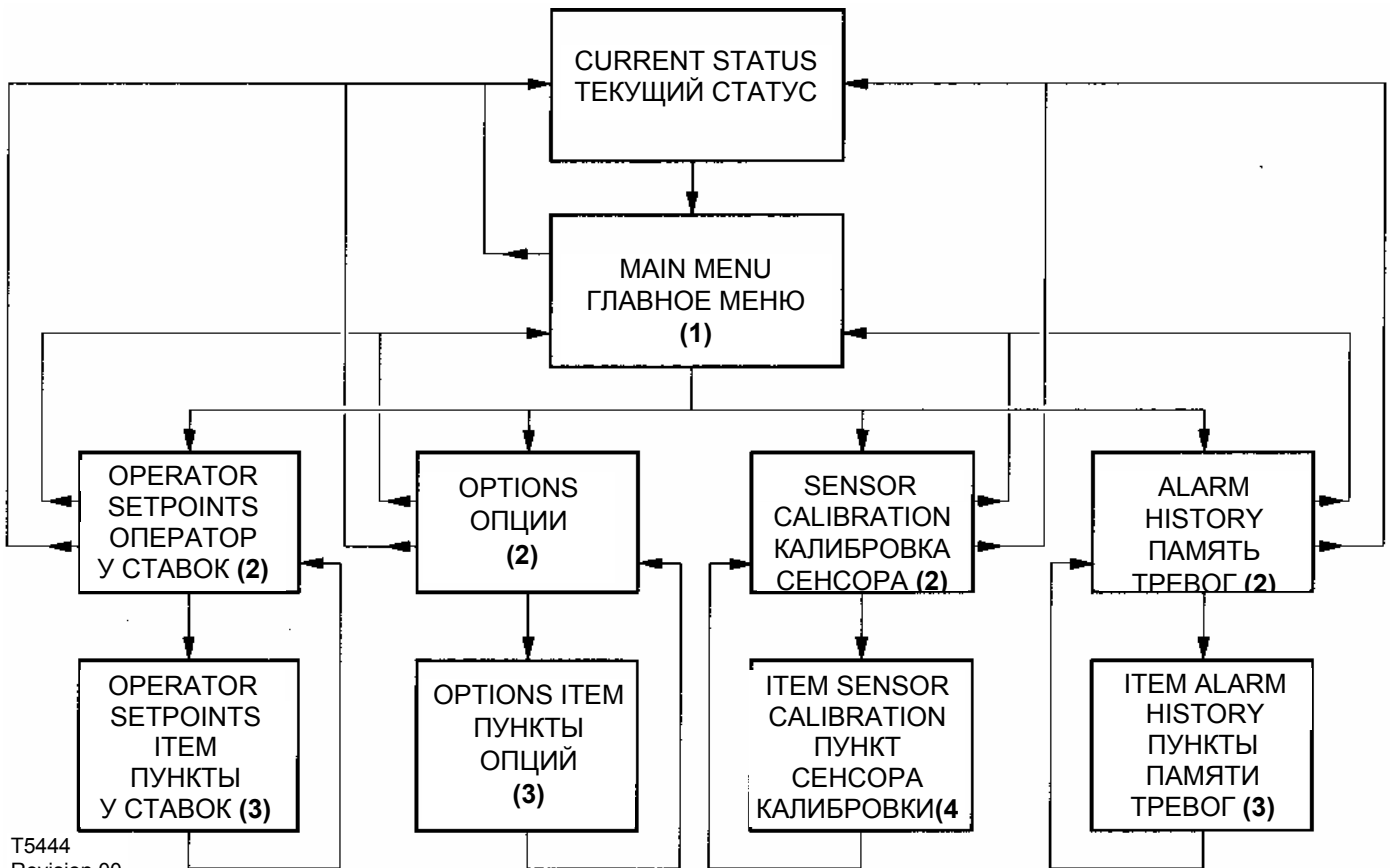 CURRENT STATUS
ТЕКУЩИЙ СТАТУС
MAIN MENU
ГЛАВНОЕ МЕНЮ
(1)
OPERATOR
SETPOINTS
ОПЕРАТОР
У СТАВОК (2)
OPTIONS
ОПЦИИ
(2)
SENSOR
CALIBRATION
КАЛИБРОВКА
СЕНСОРА (2)
ALARM
HISTORY
ПАМЯТЬ
ТРЕВОГ (2)
OPERATOR
SETPOINTS
ITEM
ПУНКТЫ
У СТАВОК (3)
OPTIONS ITEM
ПУНКТЫ
ОПЦИЙ
(3)
ITEM SENSOR
CALIBRATION
ПУНКТ
СЕНСОРА
КАЛИБРОВКИ(4
ITEM ALARM
HISTORY
ПУНКТЫ
ПАМЯТИ
ТРЕВОГ (3)
T5444
Revision 00